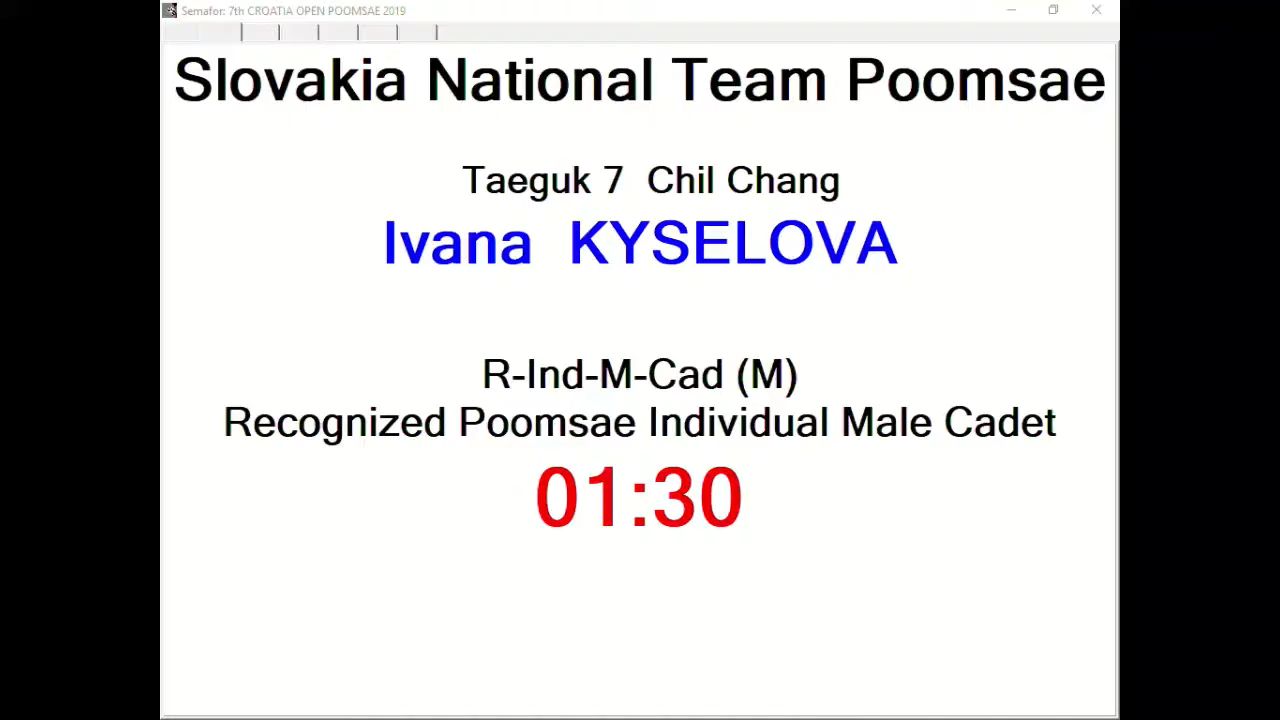 Semafor: 7th CROATIA OPEN POOMSAE 2019
Slovakia National Team Poomsae
Taeguk 7 Chil Chang
Ivana KYSELOVA
R-Ind-M-Cad (M)
Recognized Poomsae Individual Male Cadet
01:30